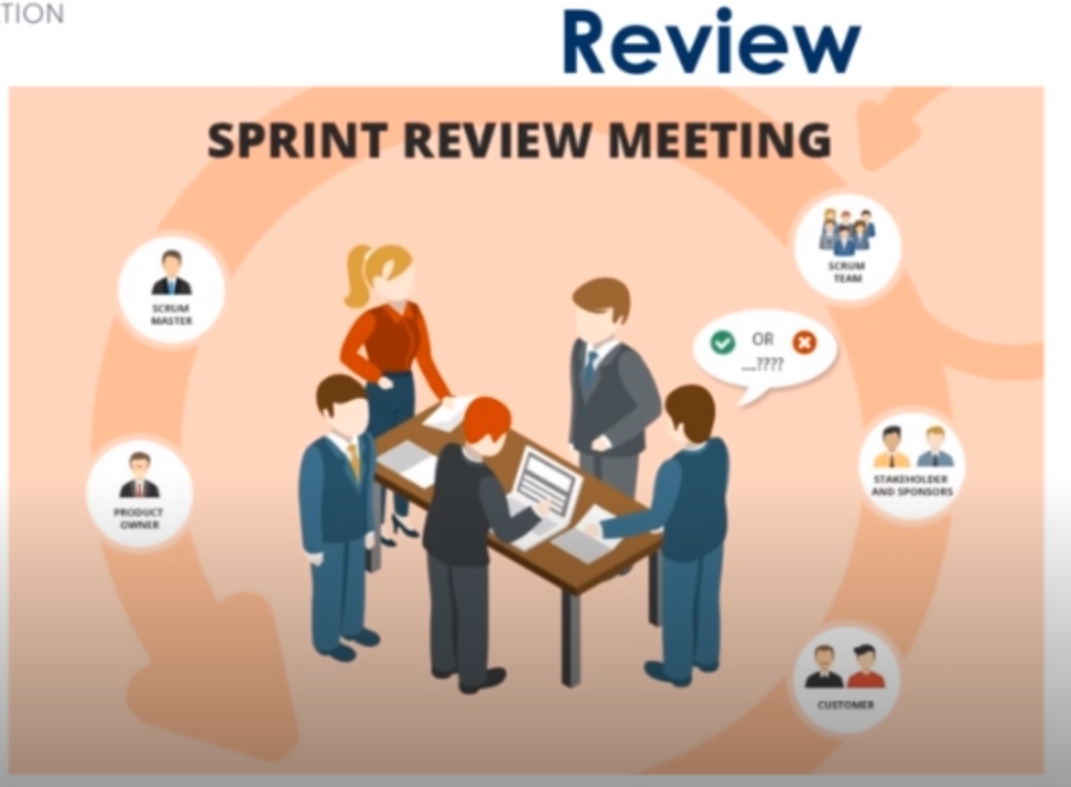 TION
Review
SPRINT REVIEW MEETING
SCRUM
TEAM
SCRUM
MASTER
OR
...????
STAKEHOLDER
AND SPONSORS
PRODUCT
OWNER
CUSTOMER